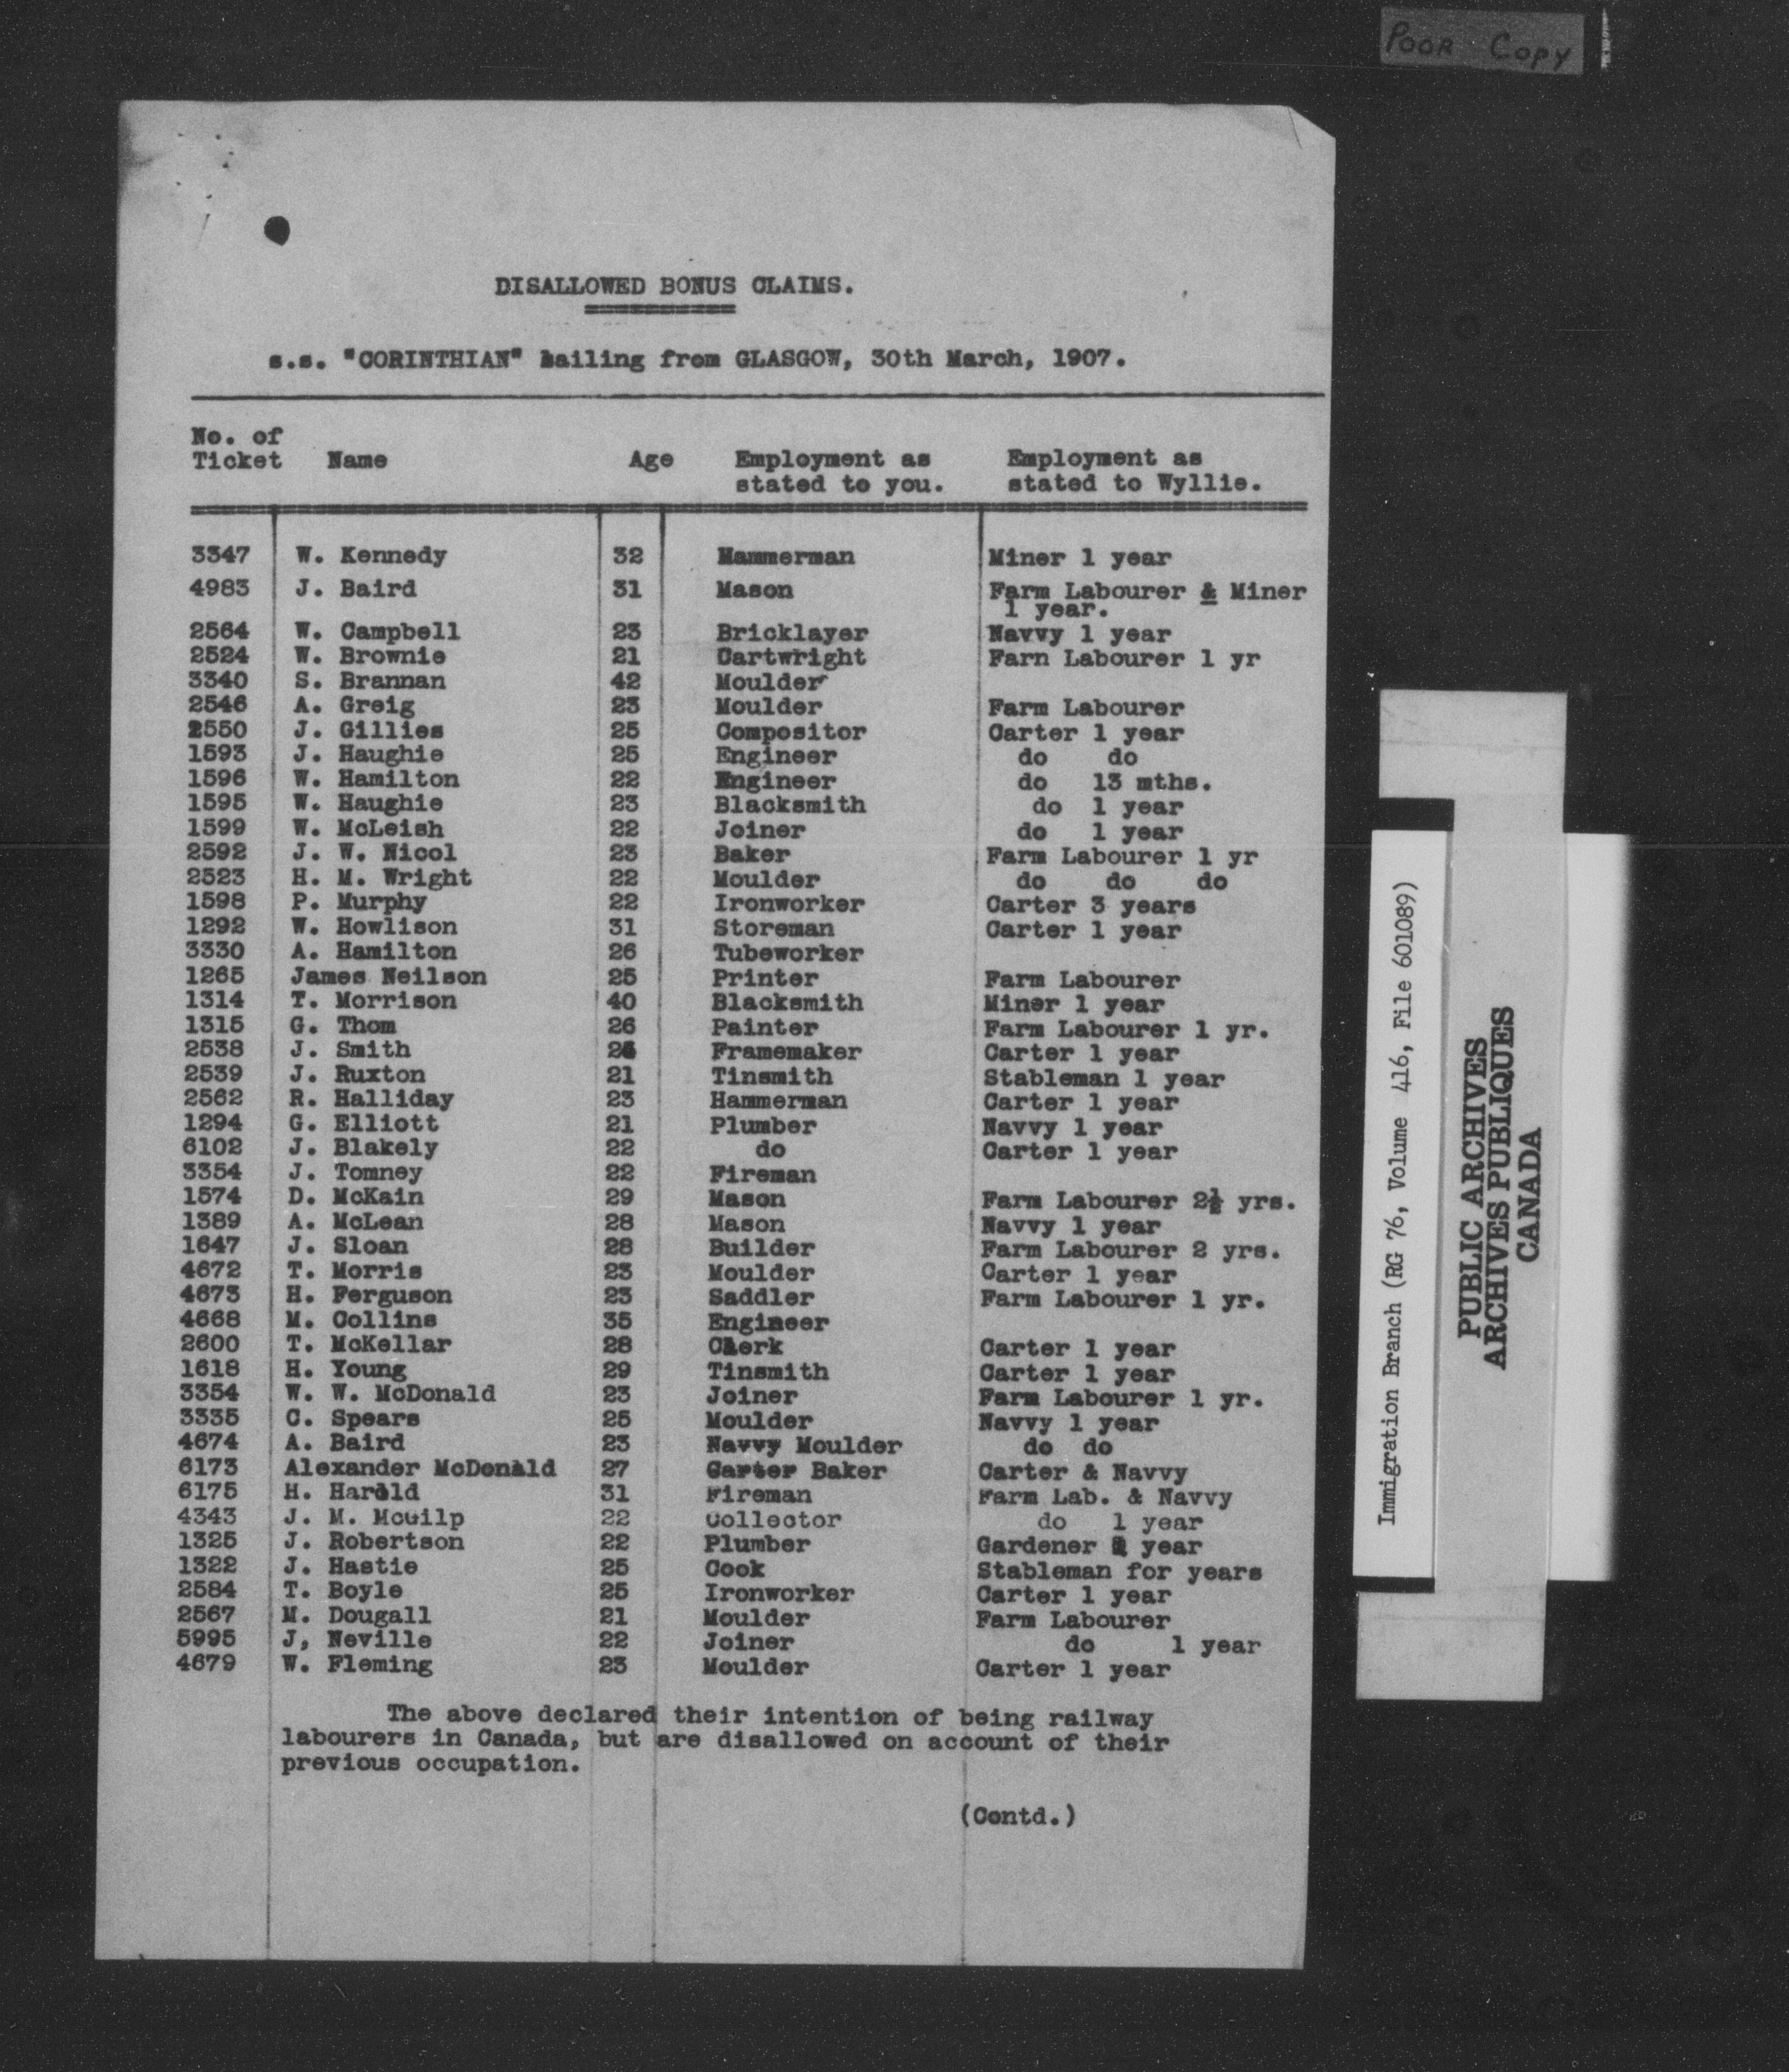 POOR COPY
DISALLOWED BONUS CLAIMS.
s.s. "CORINTHIAN" hailing from GLASGOW, 30th March, 1907.
No. of
Ticket Name Age Employment as Employment as
stated to you. stated to Wyllie.
3347 W. Kennedy 32 Hammerman Miner 1 year
4983 J. Baird 31 Mason Farm Labourer & Miner
1 year.
2564 W. Campbell 23 Bricklayer Navvy 1 year
2524 W. Brownie 21 Cartwright Farn Labourer 1 yr
3340 S. Brannan 42 Moulder
2546 A. Greig 23 Moulder Farm Labourer
2550 J. Gillies 25 Compositor Carter 1 year
1593 J. Haughie 25 Engineer do do
1596 W. Hamilton 22 Engineer do 13 mths.
1595 W. Haughie 23 Blacksmith do 1 year
1599 W. McLeish 22 Joiner do 1 year
2592 J. W. Nicol 23 Baker Farm Labourer 1 yr
2523 H. M. Wright 22 Moulder do do do
1598 P. Murphy 22 Ironworker Carter 3 years
1292 W. Howlison 31 Storeman Carter 1 year
3330 A. Hamilton 26 Tubeworker
1265 James Neilson 25 Printer Farm Labourer
1314 T. Morrison 40 Blacksmith Miner 1 year
1315 G. Thom 26 Painter Farm Labourer 1 yr.
2538 J. Smith Framemaker Carter 1 year
2539 J. Ruxton 21 Tinsmith Stableman 1 year
2562 R. Halliday 23 Hammerman Carter 1 year
1294 G. Elliott 21 Plumber Navvy 1 year
6102 J. Blakely 22 do Carter 1 year
3354 J. Tomney 22 Fireman
1574 D. McKain 29 Mason Farm Labourer 2½ yrs.
1389 A. McLean 28 Mason Navvy 1 year
1647 J. Sloan 28 Builder Farm Labourer 2 yrs.
4672 T. Morris 23 Moulder Carter 1 year
4673 H. Ferguson 23 Saddler Farm Labourer 1 yr.
4668 M. Collins 35 Engineer
2600 T. McKellar 28 Clerk Carter 1 year
1618 H. Young 29 Tinsmith Carter 1 year
3354 W. W. McDonald 23 Joiner Farm Labourer 1 yr.
3335 C. Spears 25 Moulder Navvy 1 year
4674 A. Baird 23 Navvy Moulder do do
6173 Alexander McDonald 27 Carter Baker Carter & Navvy
6175 H. Harold 31 Fireman Farm Lab. & Navvy
4343 J. M. McGilp 22 Collector do 1 year
1325 J. Robertson 22 Plumber Gardener year
1322 J. Hastie 25 Cook Stableman for years
2584 T. Boyle 25 Ironworker Carter 1 year
2567 M. Dougall 21 Moulder Farm Labourer
5995 J, Neville 22 Joiner do 1 year
4679 W. Fleming 23 Moulder Carter 1 year
The above declared their intention of being railway
labourers in Canada, but are disallowed on account of their
previous occupation.
(Contd.)
Immigration Branch (RG 76, Volume 416, File 601089)
PUBLIC ARCHIVES
ARCHIVES PUBLIQUES
CANADA